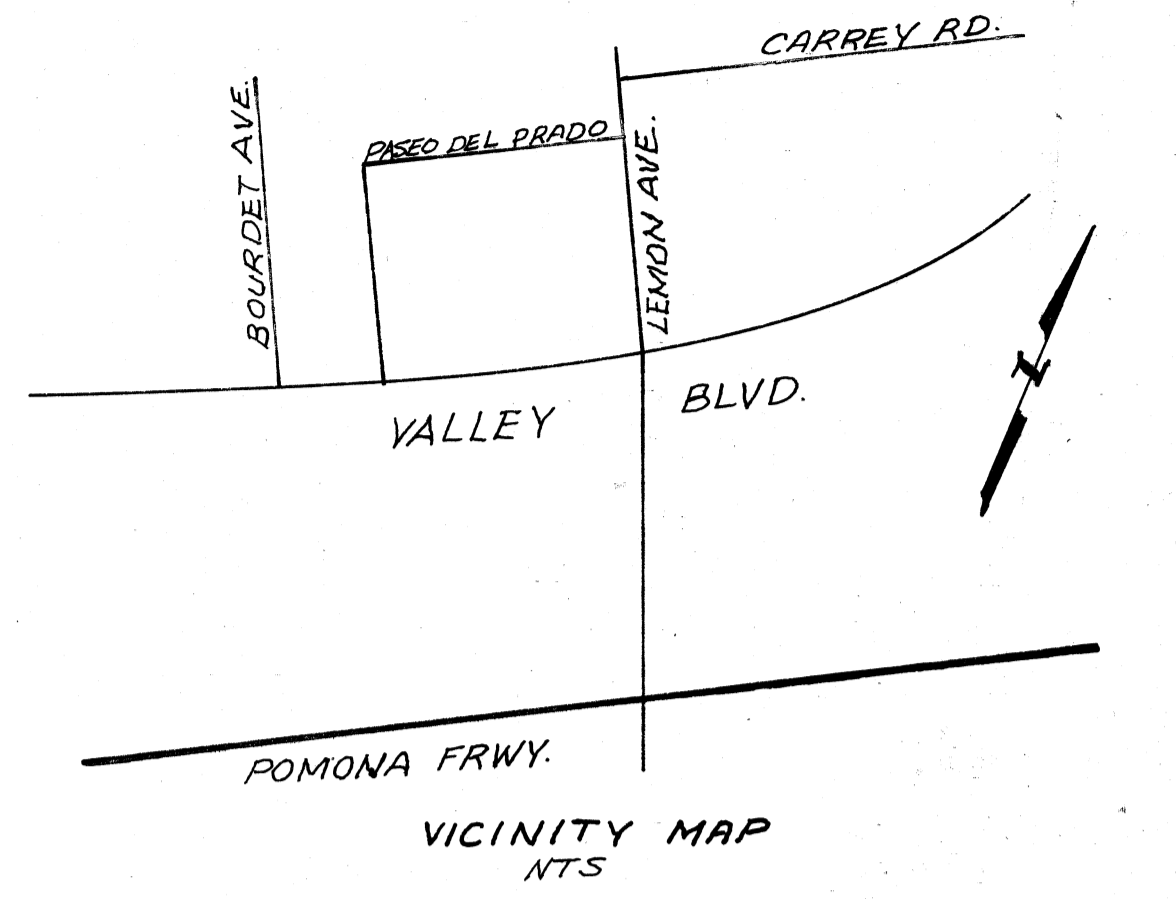 CARREY RD.
BOURDET AVE.
PASEO DEL PRADO
LEMON AVE.
VALLEY BLVD.
N
POMONA FRWY.
VICINITY MAP
NTS